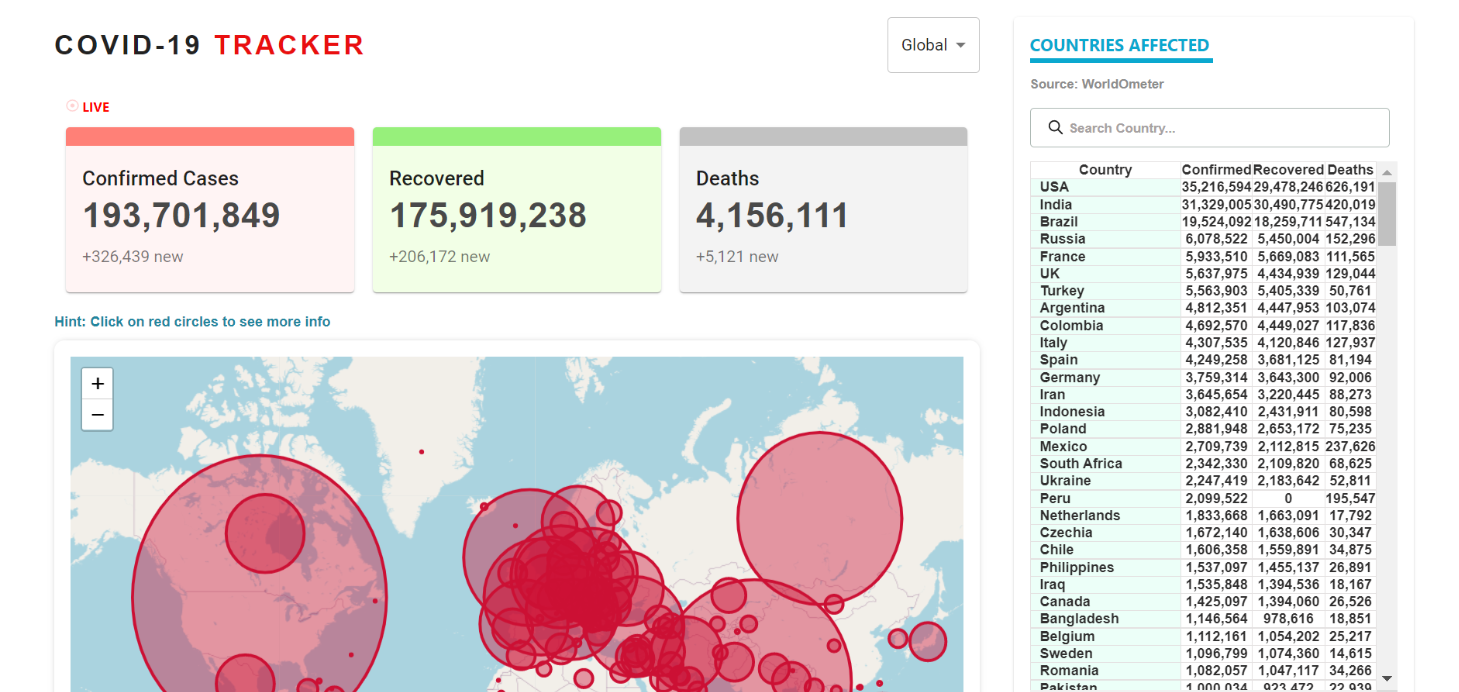 COVID-19 TRACKER
Global
LIVE
Confirmed Cases
193,701,849
+326,439 new
Recovered
175,919,238
+206,172 new
Deaths
4,156,111
+5,121 new
Hint: Click on red circles to see more info
+
−
COUNTRIES AFFECTED
Source: WorldOmeter
Search Country...
Country Confirmed Recovered Deaths
USA 35,216,594 29,478,246 626,191
India 31,329,005 30,490,775 420,019
Brazil 19,524,092 18,259,711 547,134
Russia 6,078,522 5,450,004 152,296
France 5,933,510 5,669,083 111,565
UK 5,637,975 4,434,939 129,044
Turkey 5,563,903 5,405,339 50,761
Argentina 4,812,351 4,447,953 103,074
Colombia 4,692,570 4,449,027 117,836
Italy 4,307,535 4,120,846 127,937
Spain 4,249,258 3,681,125 81,194
Germany 3,759,314 3,643,300 92,006
Iran 3,645,654 3,220,445 88,273
Indonesia 3,082,410 2,431,911 80,598
Poland 2,881,948 2,653,172 75,235
Mexico 2,709,739 2,112,815 237,626
South Africa 2,342,330 2,109,820 68,625
Ukraine 2,247,419 2,183,642 52,811
Peru 2,099,522 0 195,547
Netherlands 1,833,668 1,663,091 17,792
Czechia 1,672,140 1,638,606 30,347
Chile 1,606,358 1,559,891 34,875
Philippines 1,537,097 1,455,137 26,891
Iraq 1,535,848 1,394,536 18,167
Canada 1,425,097 1,394,060 26,526
Bangladesh 1,146,564 978,616 18,851
Belgium 1,112,161 1,054,202 25,217
Sweden 1,096,799 1,074,360 14,615
Romania 1,082,057 1,047,117 34,266
Pakistan 1,000,034 923,472 22,939